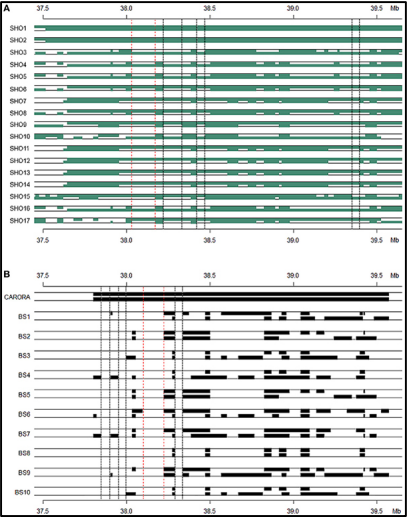 A
37.5 38.0 38.5 39.0 39.5 Mb
SHO1
SHO2
SHO3
SHO4
SHO5
SHO6
SHO7
SHO8
SHO9
SHO10
SHO11
SHO12
SHO13
SHO14
SHO15
SHO16
SHO17
37.5 38.0 38.5 39.0 39.5
B
37.5 38.0 38.5 39.0 39.5 Mb
CARORA
BS1
BS2
BS3
BS4
BS5
BS6
BS7
BS8
BS9
BS10
37.5 38.0 38.5 39.0 39.5 Mb